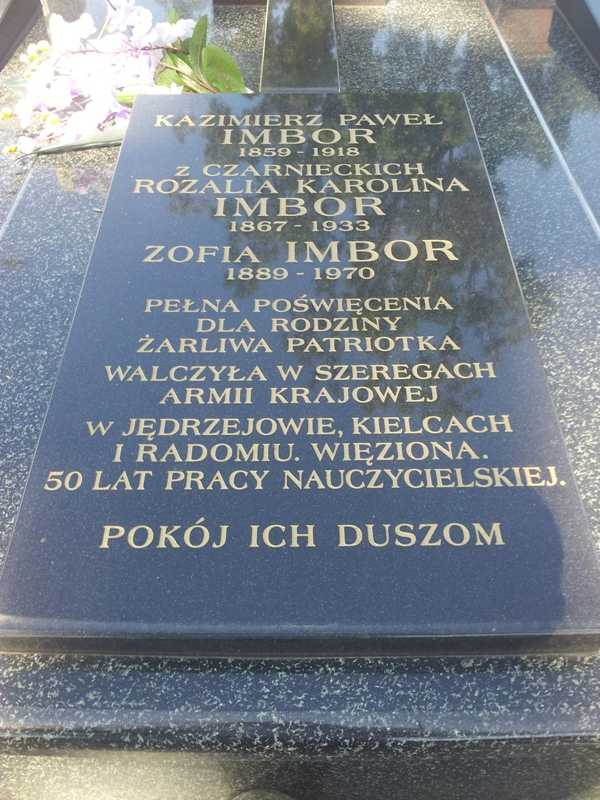 KAZIMIERZ PAWEŁ
IMBOR
1859 - 1918
Z CZARNIECKICH
ROZALIA KAROLINA
IMBOR
1867 - 1933
ZOFIA IMBOR
1889 - 1970
PEŁNA POŚWIĘCENIA
DLA RODZINY
ŻARLIWA PATRIOTKA
WALCZYŁA W SZEREGACH
ARMII KRAJOWEJ
W JĘDRZEJOWIE, KIELCACH
I RADOMIU. WIĘZIONA.
50 LAT PRACY NAUCZYCIELSKIEJ.
POKÓJ ICH DUSZOM